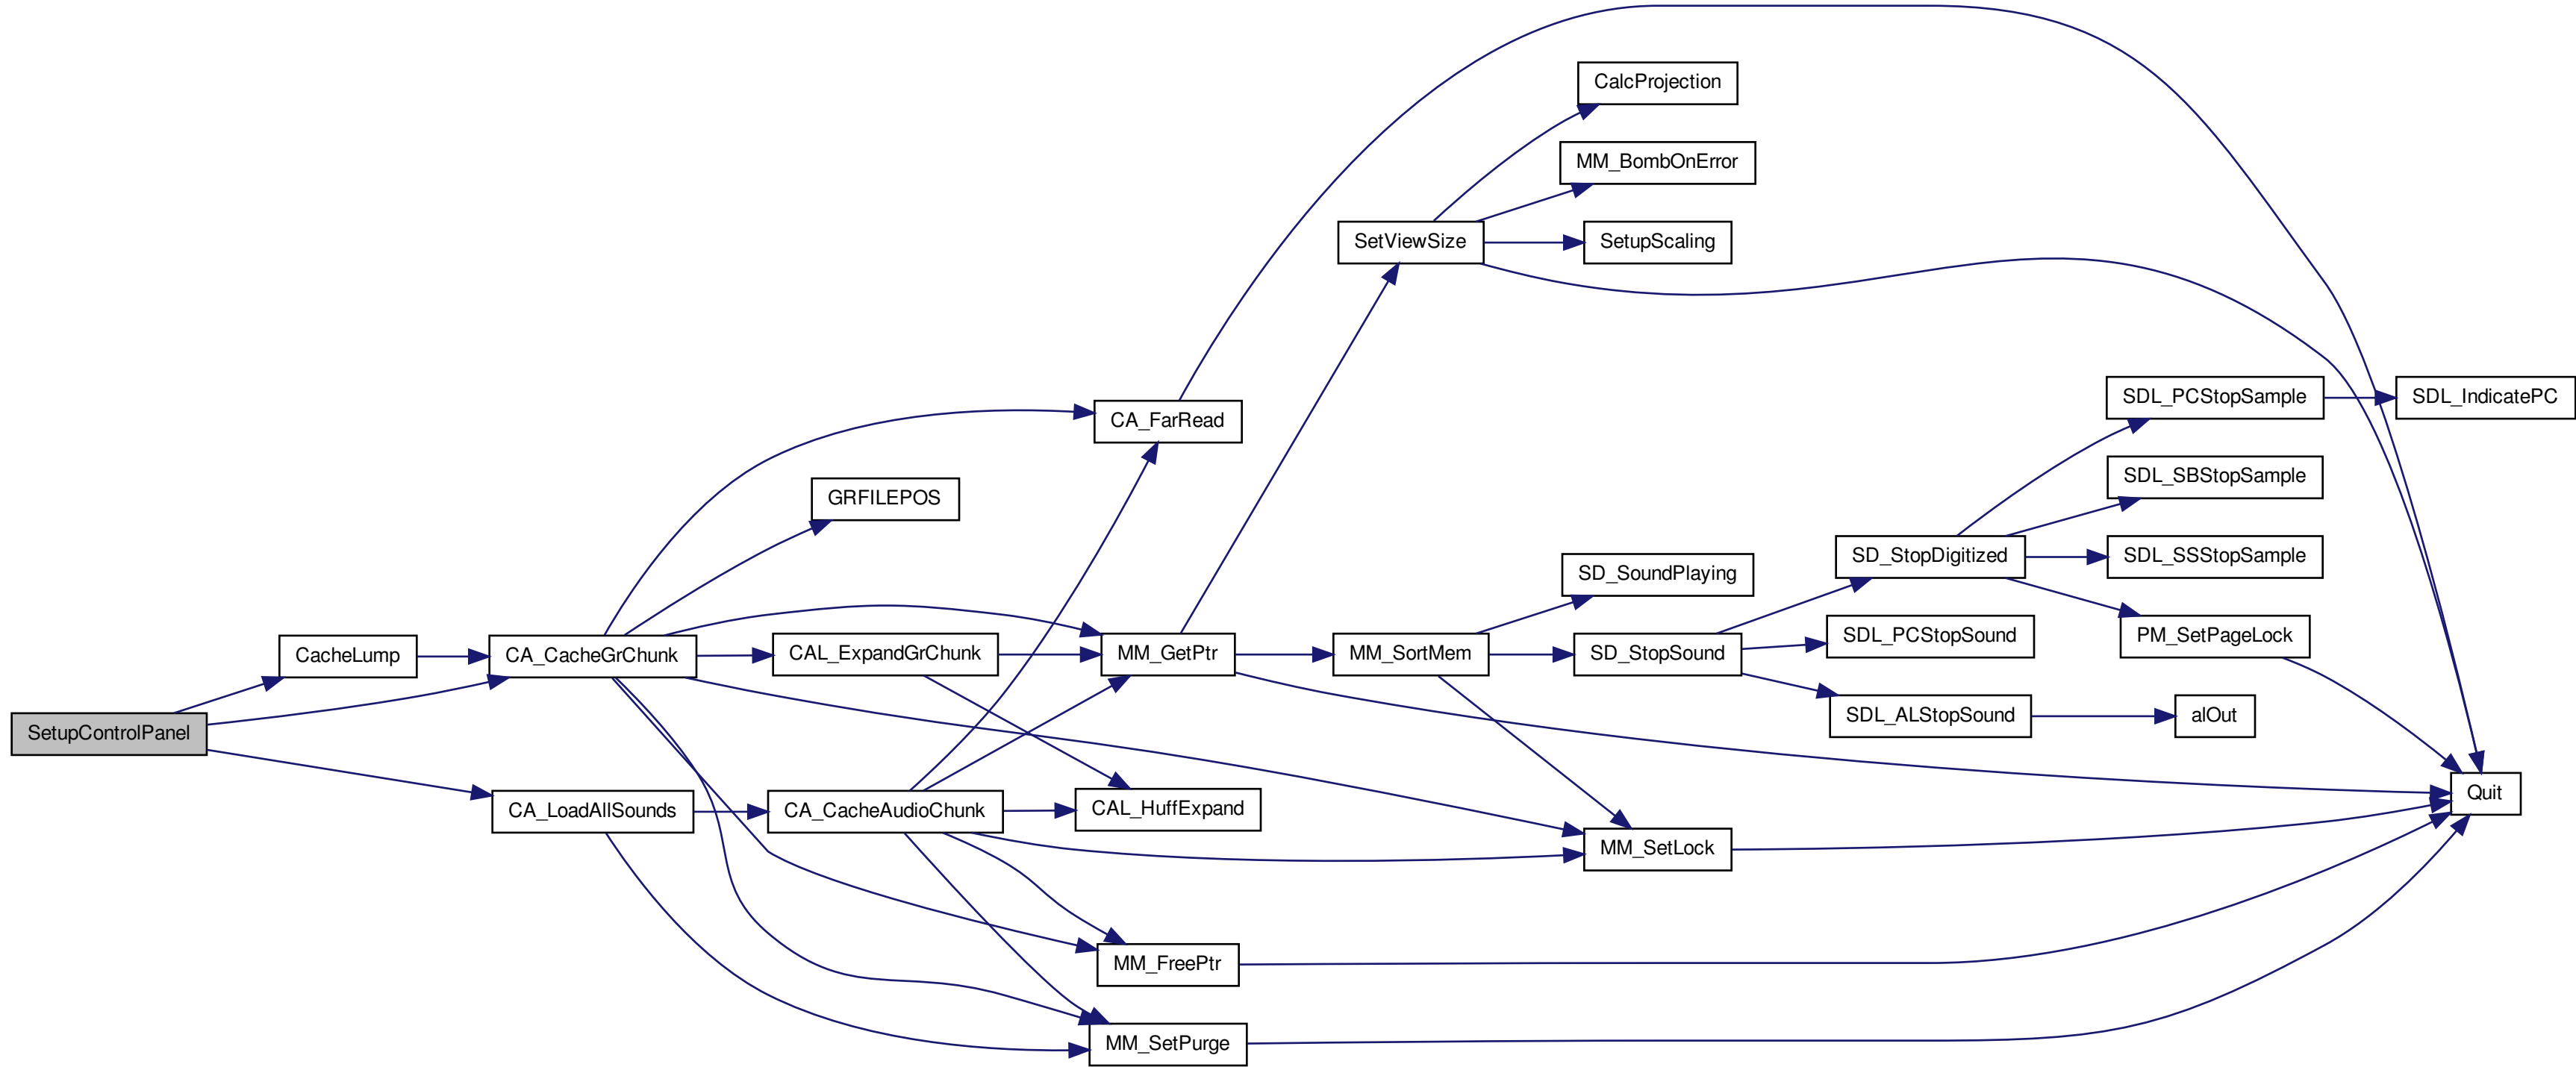 CalcProjection
MM_BombOnError
SetViewSize
SetupScaling
SDL_PCStopSample
SDL_IndicatePC
CA_FarRead
SDL_SBStopSample
GRFILEPOS
SD_StopDigitized
SDL_SSStopSample
SD_SoundPlaying
PM_SetPageLock
SDL_PCStopSound
CacheLump
CA_CacheGrChunk
CAL_ExpandGrChunk
MM_GetPtr
MM_SortMem
SD_StopSound
SDL_ALStopSound
alOut
SetupControlPanel
Quit
CA_LoadAllSounds
CA_CacheAudioChunk
CAL_HuffExpand
MM_SetLock
MM_FreePtr
MM_SetPurge